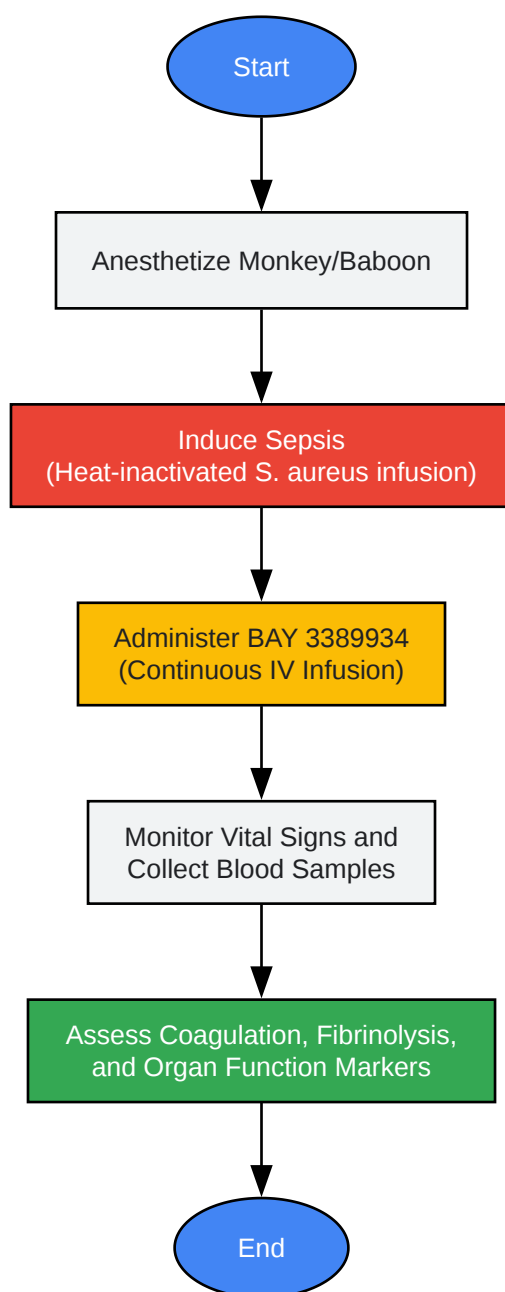 Start
Anesthetize Monkey/Baboon
Induce Sepsis
(Heat-inactivated S. aureus infusion)
Administer BAY 3389934
(Continuous IV Infusion)
Monitor Vital Signs and
Collect Blood Samples
Assess Coagulation, Fibrinolysis,
and Organ Function Markers
End